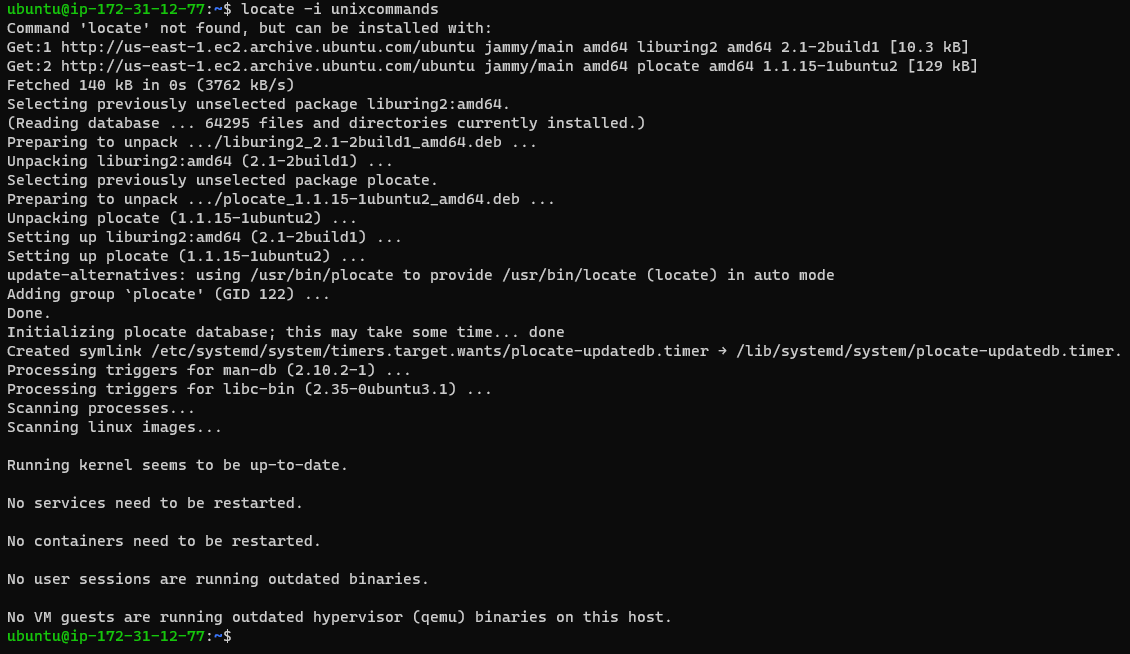 ubuntu@ip-172-31-12-77:~$ locate -i unixcommands
Command 'locate' not found, but can be installed with:
Get:1 http://us-east-1.ec2.archive.ubuntu.com/ubuntu jammy/main amd64 liburing2 amd64 2.1-2build1 [10.3 kB]
Get:2 http://us-east-1.ec2.archive.ubuntu.com/ubuntu jammy/main amd64 plocate amd64 1.1.15-1ubuntu2 [129 kB]
Fetched 140 kB in 0s (3762 kB/s)
Selecting previously unselected package liburing2:amd64.
(Reading database ... 64295 files and directories currently installed.)
Preparing to unpack .../liburing2_2.1-2build1_amd64.deb ...
Unpacking liburing2:amd64 (2.1-2build1) ...
Selecting previously unselected package plocate.
Preparing to unpack .../plocate_1.1.15-1ubuntu2_amd64.deb ...
Unpacking plocate (1.1.15-1ubuntu2) ...
Setting up liburing2:amd64 (2.1-2build1) ...
Setting up plocate (1.1.15-1ubuntu2) ...
update-alternatives: using /usr/bin/plocate to provide /usr/bin/locate (locate) in auto mode
Adding group `plocate' (GID 122) ...
Done.
Initializing plocate database; this may take some time... done
Created symlink /etc/systemd/system/timers.target.wants/plocate-updatedb.timer → /lib/systemd/system/plocate-updatedb.timer.
Processing triggers for man-db (2.10.2-1) ...
Processing triggers for libc-bin (2.35-0ubuntu3.1) ...
Scanning processes...
Scanning linux images...
Running kernel seems to be up-to-date.
No services need to be restarted.
No containers need to be restarted.
No user sessions are running outdated binaries.
No VM guests are running outdated hypervisor (qemu) binaries on this host.
ubuntu@ip-172-31-12-77:~$